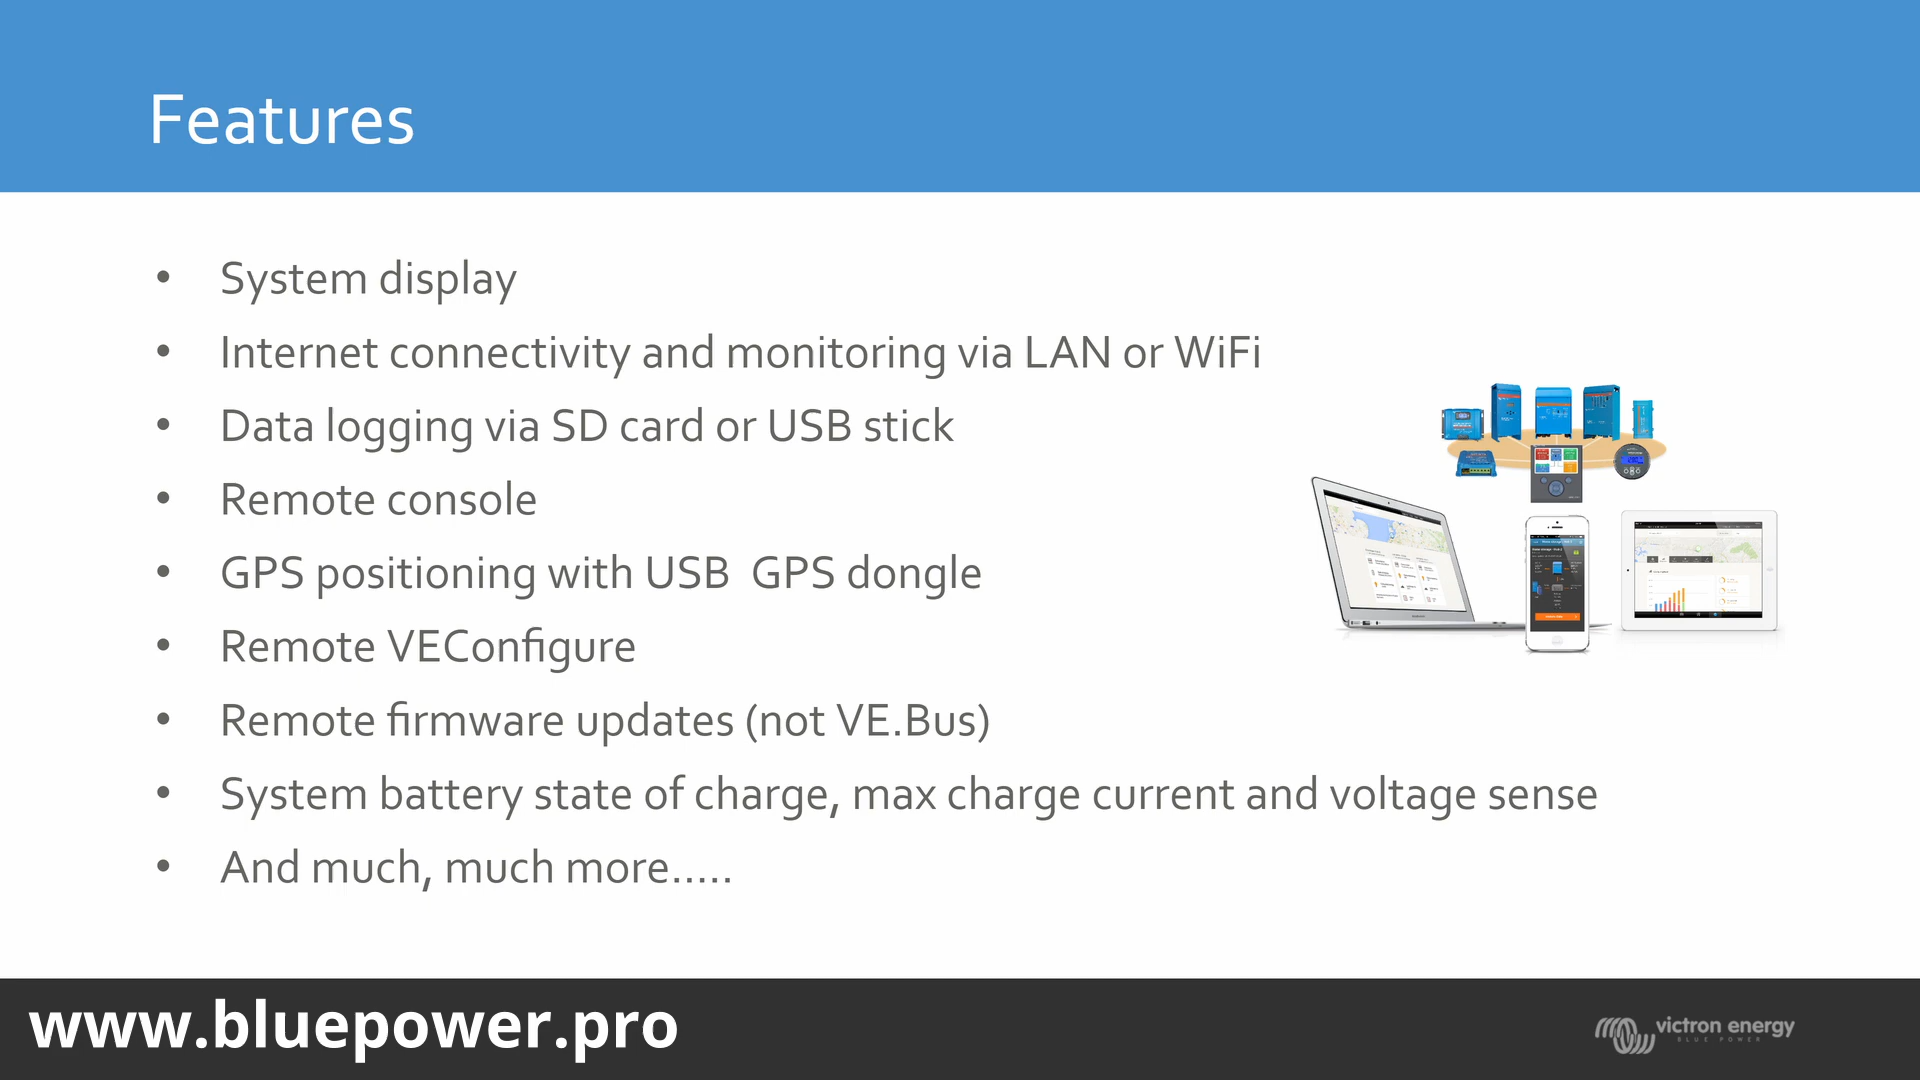 Features
• System display
• Internet connectivity and monitoring via LAN or WiFi
• Data logging via SD card or USB stick
• Remote console
• GPS positioning with USB  GPS dongle
• Remote VEConfigure
• Remote firmware updates (not VE.Bus)
• System battery state of charge, max charge current and voltage sense
• And much, much more.....
www.bluepower.pro
victron energy
BLUE POWER